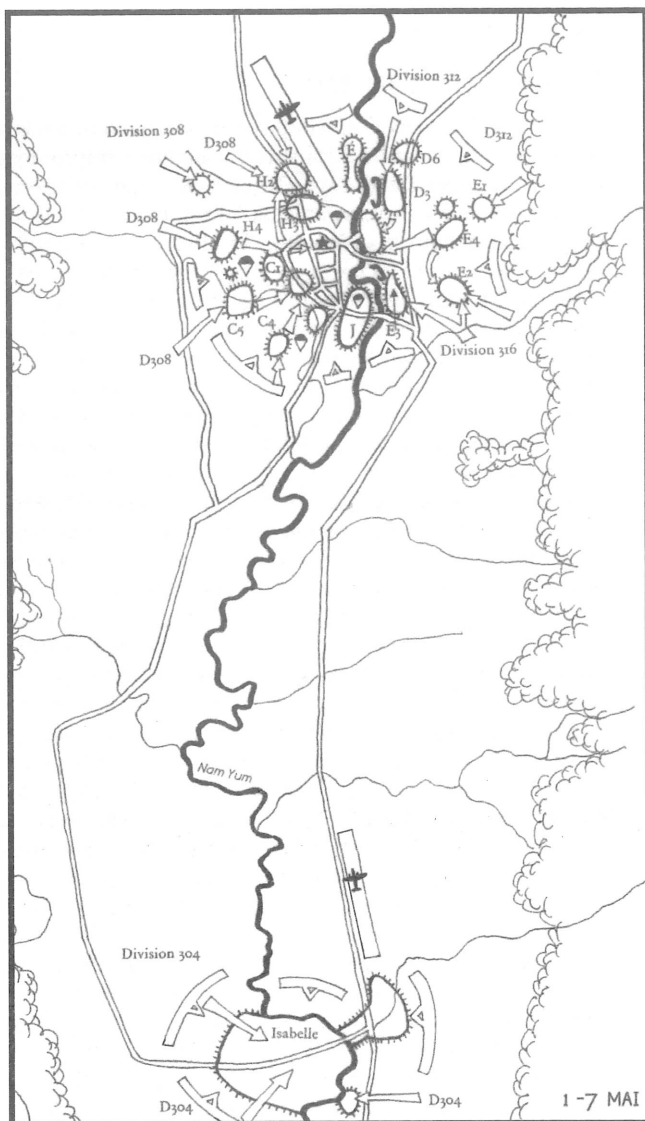 Division 312
Division 308
D308
D312
É
D6
H2
D3
E1
H3
D308
H4
E4
C1
E2
C5
C4
J
E3
D308
Division 316
Nam Yum
Division 304
Isabelle
D304
D304
1-7 MAI